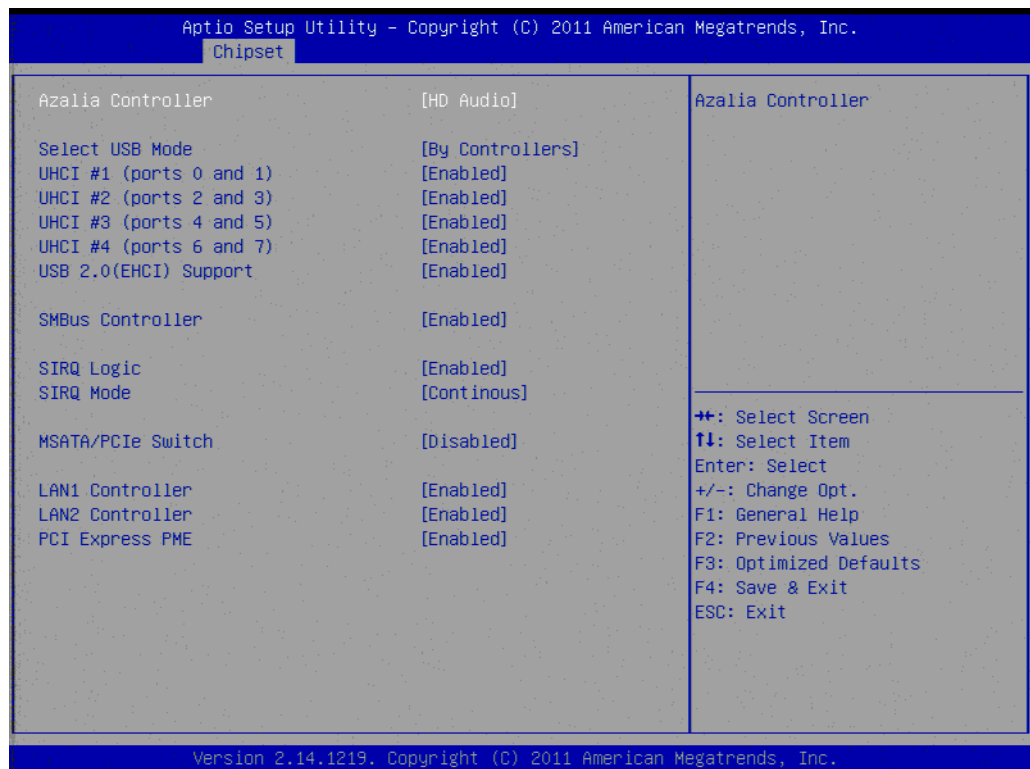 Aptio Setup Utility – Copyright (C) 2011 American Megatrends, Inc.
Chipset
Azalia Controller [HD Audio]
Select USB Mode [By Controllers]
UHCI #1 (ports 0 and 1) [Enabled]
UHCI #2 (ports 2 and 3) [Enabled]
UHCI #3 (ports 4 and 5) [Enabled]
UHCI #4 (ports 6 and 7) [Enabled]
USB 2.0(EHCI) Support [Enabled]
SMBus Controller [Enabled]
SIRQ Logic [Enabled]
SIRQ Mode [Continous]
MSATA/PCIe Switch [Disabled]
LAN1 Controller [Enabled]
LAN2 Controller [Enabled]
PCI Express PME [Enabled]
Azalia Controller
→←: Select Screen
↑↓: Select Item
Enter: Select
+/-: Change Opt.
F1: General Help
F2: Previous Values
F3: Optimized Defaults
F4: Save & Exit
ESC: Exit
Version 2.14.1219. Copyright (C) 2011 American Megatrends, Inc.